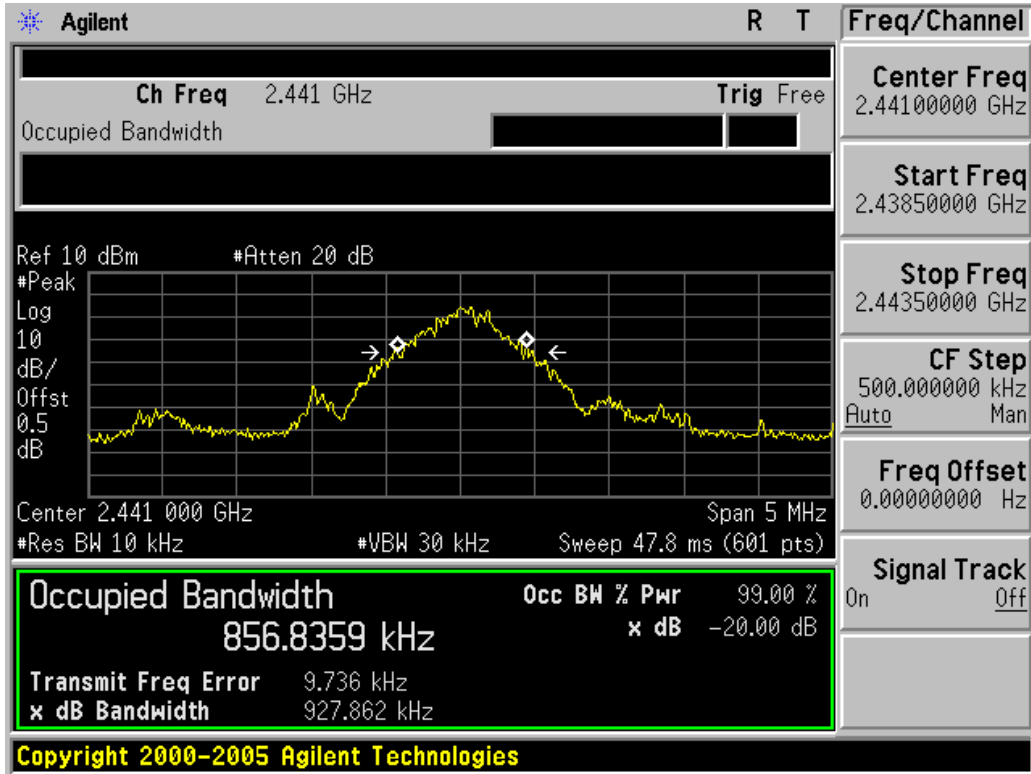 Agilent R T Freq/Channel
Ch Freq 2.441 GHz Trig Free
Occupied Bandwidth
Center Freq
2.44100000 GHz
Start Freq
2.43850000 GHz
Stop Freq
2.44350000 GHz
CF Step
500.000000 kHz
Auto Man
Freq Offset
0.00000000 Hz
Signal Track
On Off
Ref 10 dBm #Atten 20 dB
#Peak
Log
10
dB/
Offst
0.5
dB
Center 2.441 000 GHz Span 5 MHz
#Res BW 10 kHz #VBW 30 kHz Sweep 47.8 ms (601 pts)
Occupied Bandwidth Occ BW % Pwr 99.00 %
856.8359 kHz x dB -20.00 dB
Transmit Freq Error 9.736 kHz
x dB Bandwidth 927.862 kHz
Copyright 2000-2005 Agilent Technologies